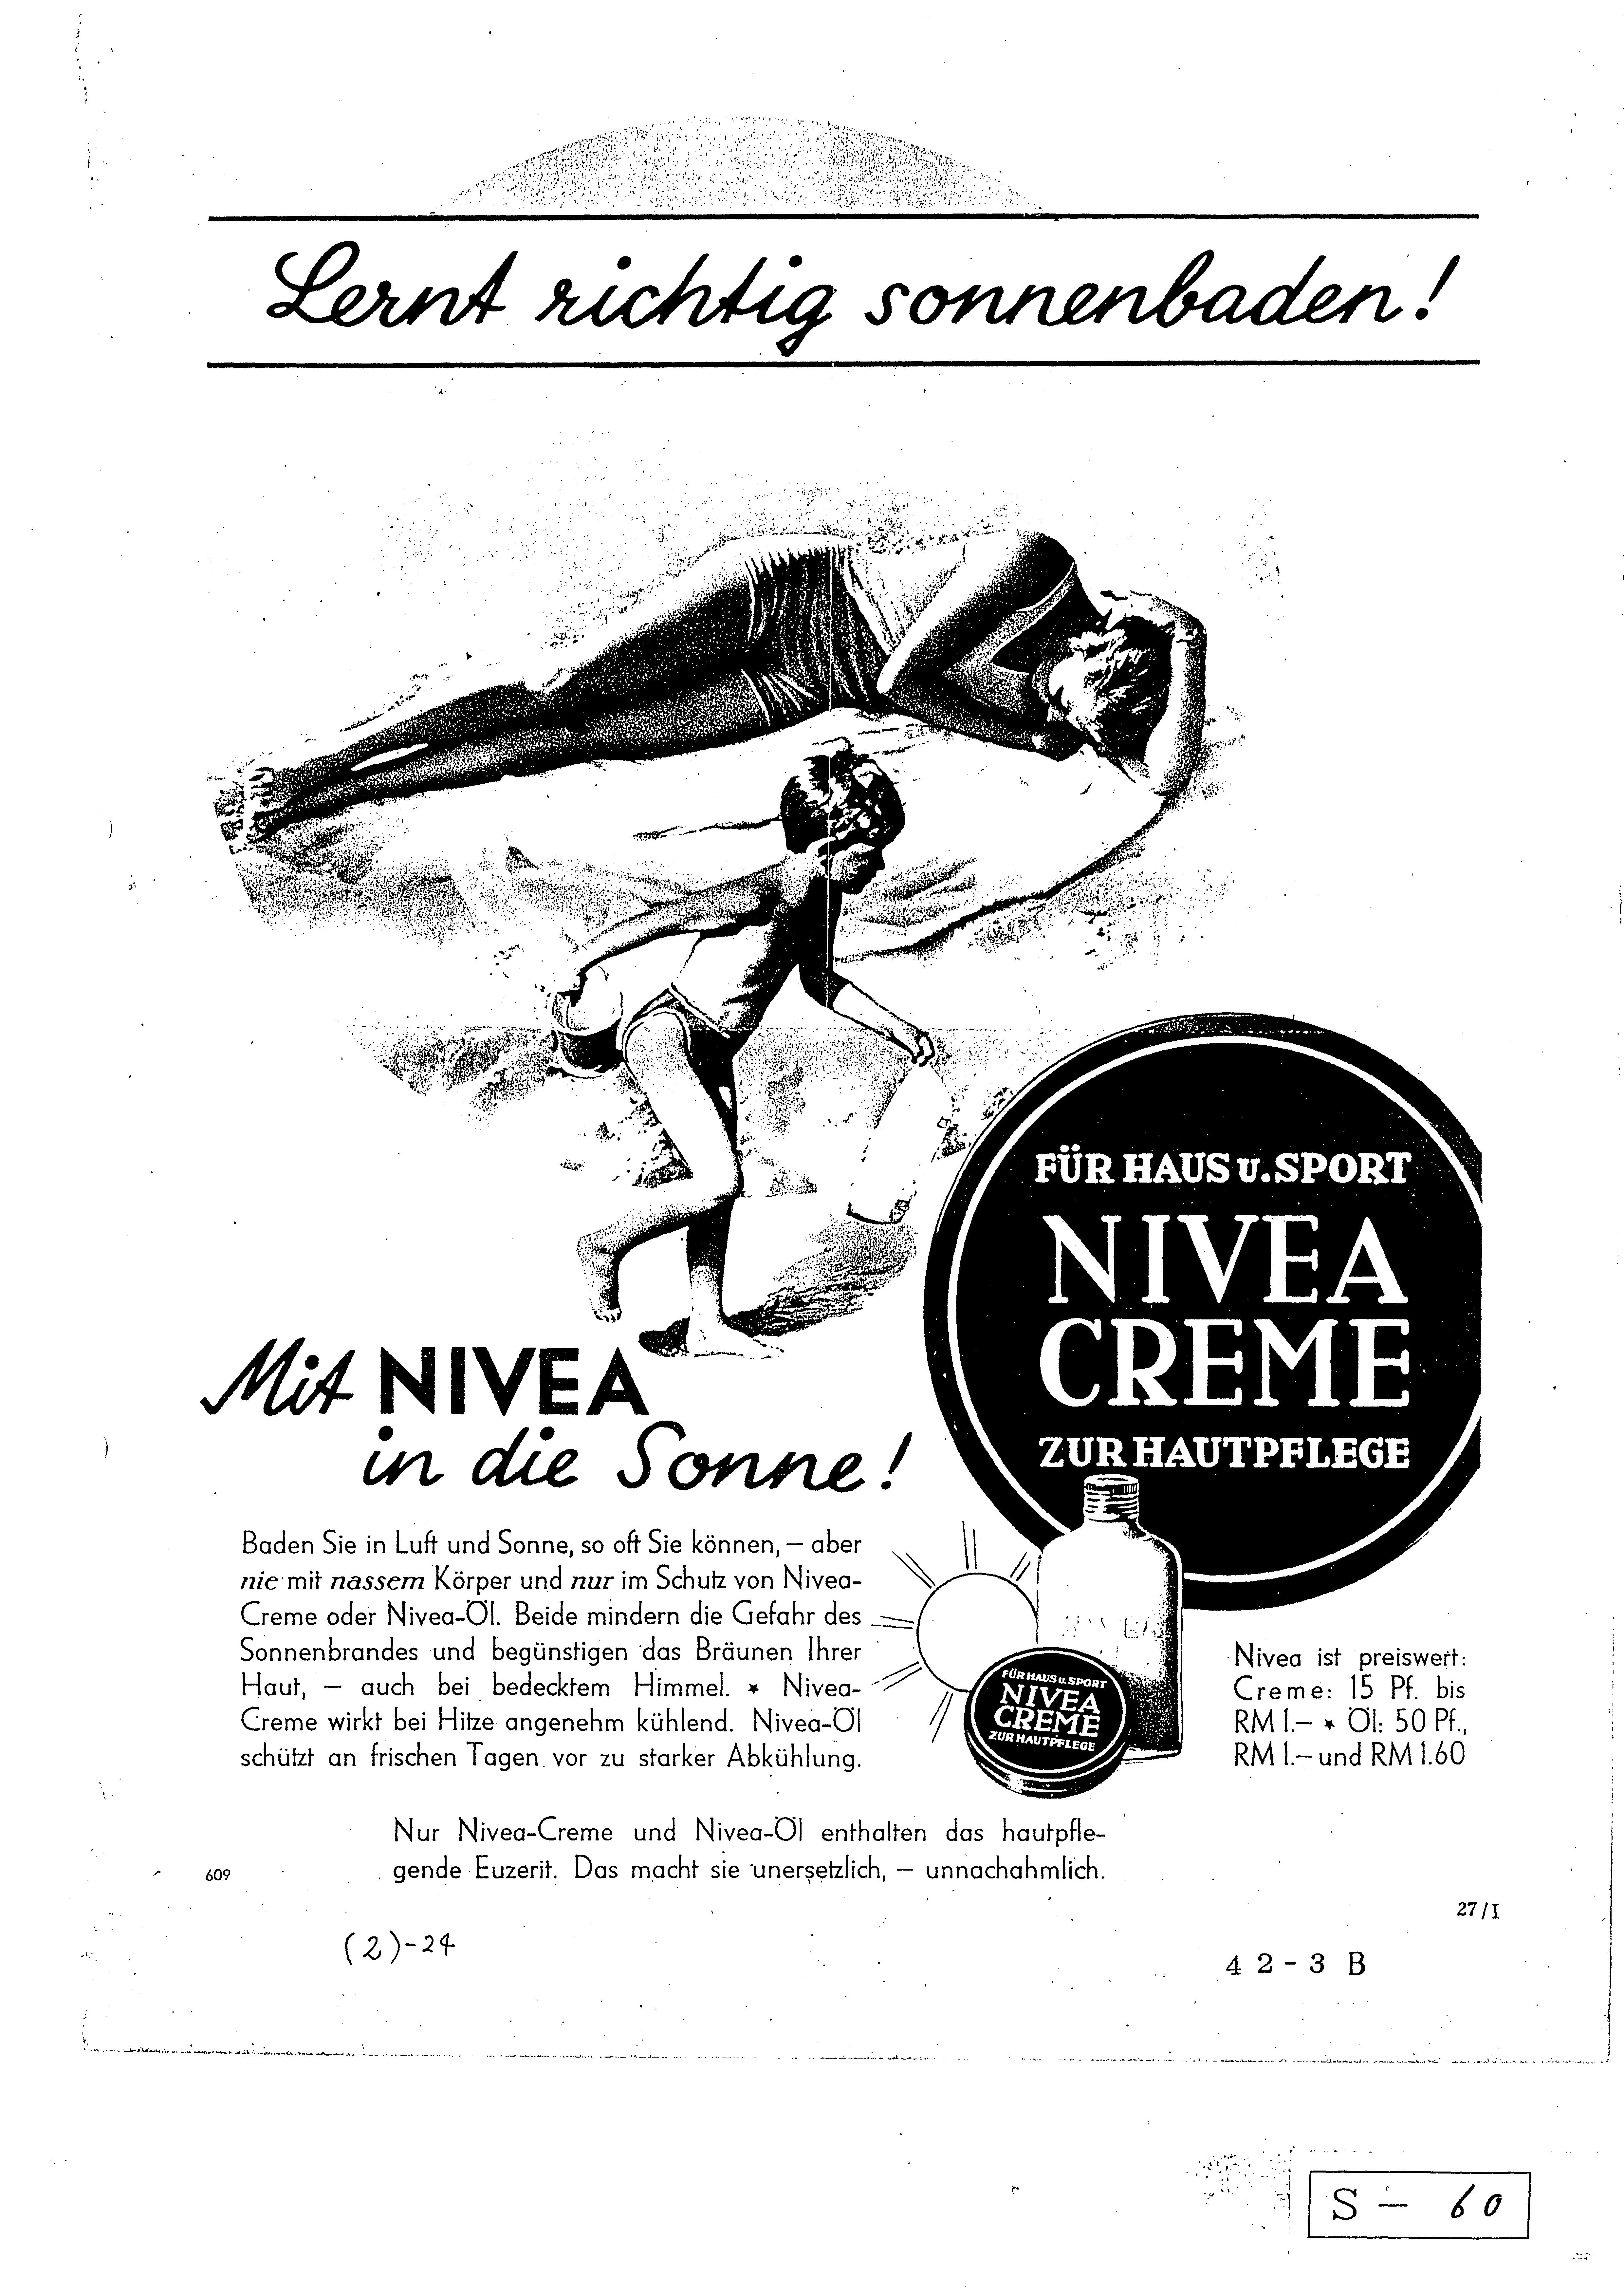 Lernt richtig sonnenbaden!
FÜR HAUS U. SPORT
NIVEA
CREME
ZUR HAUTPFLEGE
Mit NIVEA
in die Sonne!
Baden Sie in Luft und Sonne, so oft Sie können, – aber
nie mit nassem Körper und nur im Schutz von Nivea-
Creme oder Nivea-Öl. Beide mindern die Gefahr des
Sonnenbrandes und begünstigen das Bräunen Ihrer
Haut, – auch bei bedecktem Himmel. ★ Nivea-
Creme wirkt bei Hitze angenehm kühlend. Nivea-Öl
schützt an frischen Tagen vor zu starker Abkühlung.
FÜR HAUS u. SPORT
NIVEA
CREME
ZUR HAUTPFLEGE
Nivea ist preiswert:
Creme: 15 Pf. bis
RM 1.– ★ Öl: 50 Pf.,
RM 1.– und RM 1.60
Nur Nivea-Creme und Nivea-Öl enthalten das hautpfle-
gende Euzerit. Das macht sie unersetzlich, – unnachahmlich.
609
27/I
(2)-24
42-3 B
S – 60